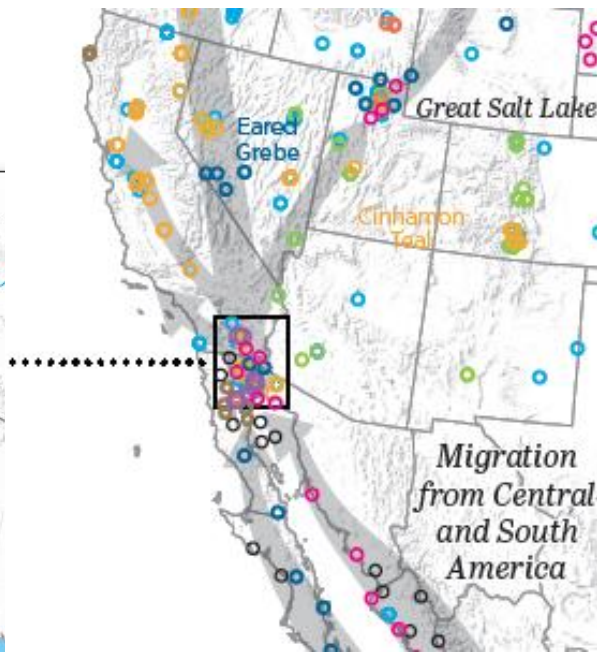 Great Salt Lake
Eared
Grebe
Cinnamon
Teal
Migration
from Central
and South
America